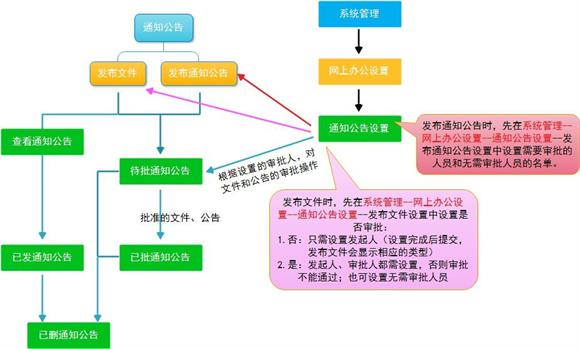 通知公告
发布文件
发布通知公告
查看通知公告
待批通知公告
批准的文件、公告
已发通知公告
已批通知公告
已删通知公告
系统管理
网上办公设置
通知公告设置
根据设置的审批人，对
文件和公告的审批操作
发布通知公告时，先在系统管理--
网上办公设置--通知公告设置--发
布通知公告设置中设置需要审批的
人员和无需审批人员的名单。
发布文件时，先在系统管理--网上办公设
置--通知公告设置--发布文件设置中设置是
否审批：
1.否：只需设置发起人（设置完成后提交，
发布文件会显示相应的类型）
2.是：发起人、审批人都需设置，否则审批
不能通过；也可设置无需审批人员